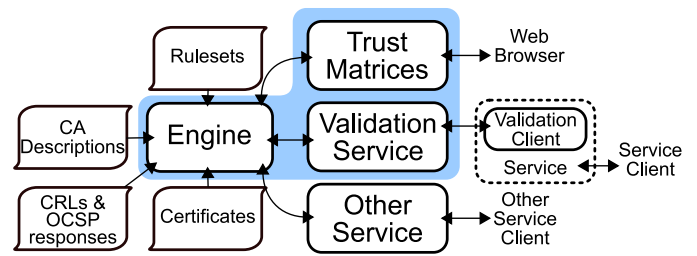 Rulesets
Trust
Matrices
Web
Browser
CA
Descriptions
Engine
Validation
Service
Validation
Client
Service
Service
Client
CRLs &
OCSP
responses
Certificates
Other
Service
Other
Service
Client